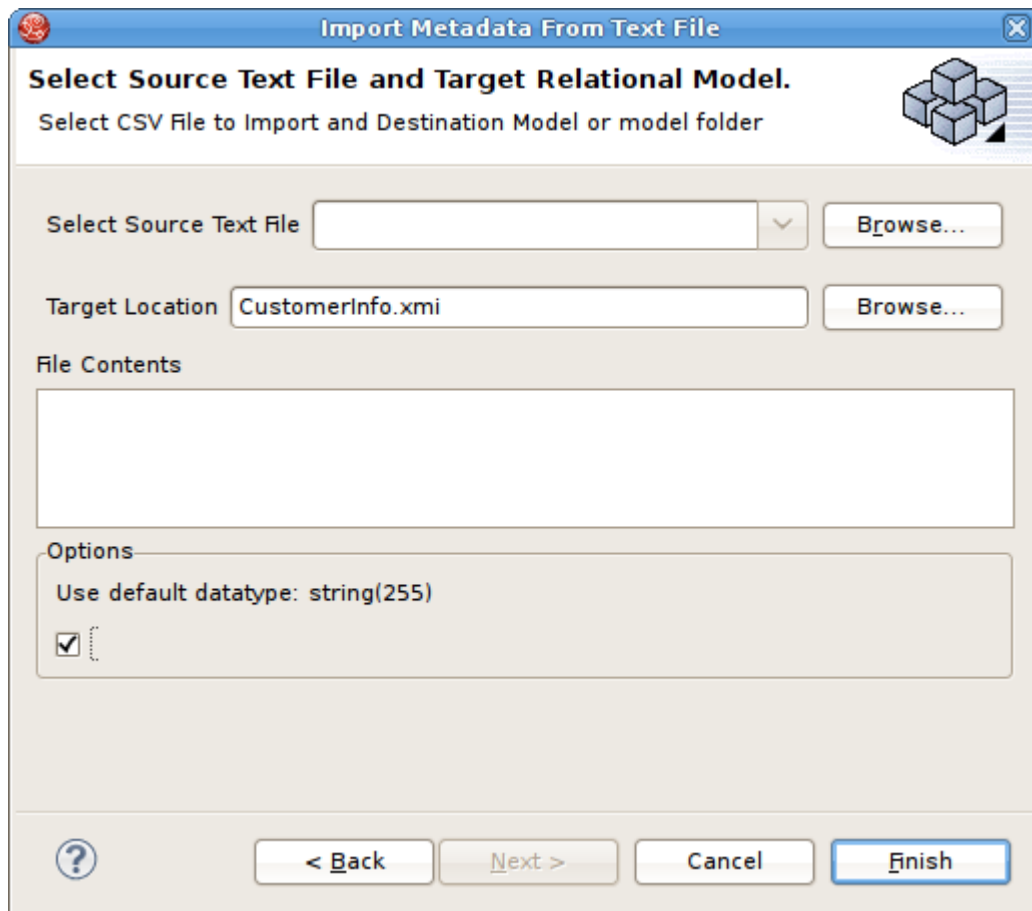 Import Metadata From Text File
Select Source Text File and Target Relational Model.
Select CSV File to Import and Destination Model or model folder
Select Source Text File Browse...
Target Location CustomerInfo.xmi Browse...
File Contents
Options
Use default datatype: string(255)
? < Back Next > Cancel Finish